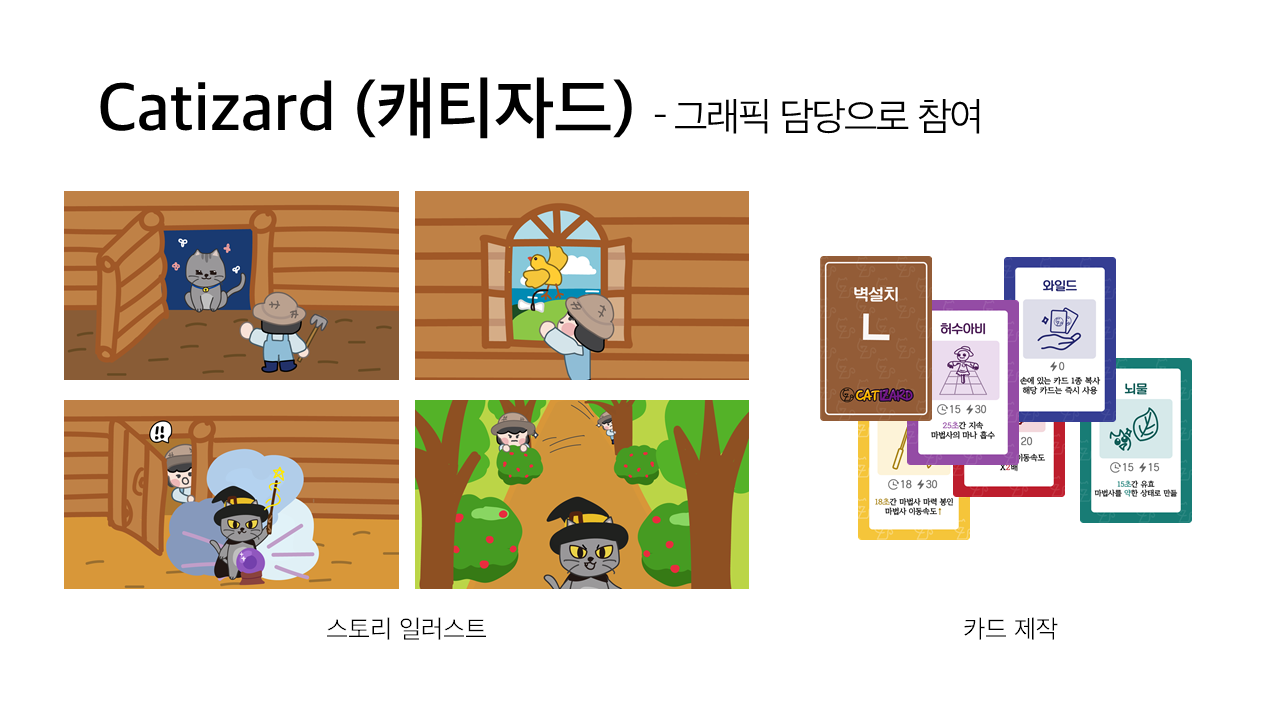 Catizard (캐티자드) - 그래픽 담당으로 참여
!!
벽설치
CATIZARD
허수아비
15 30
25초간 지속
마법사의 마나 흡수
와일드
0
손에 있는 카드 1종 복사
해당 카드는 즉시 사용
뇌물
15 15
15초간 유효
마법사를 약한 상태로 만듦
18 30
18초간 마법사 마력 봉인
마법사 이동속도↑
20
이동속도
X2배
스토리 일러스트
카드 제작